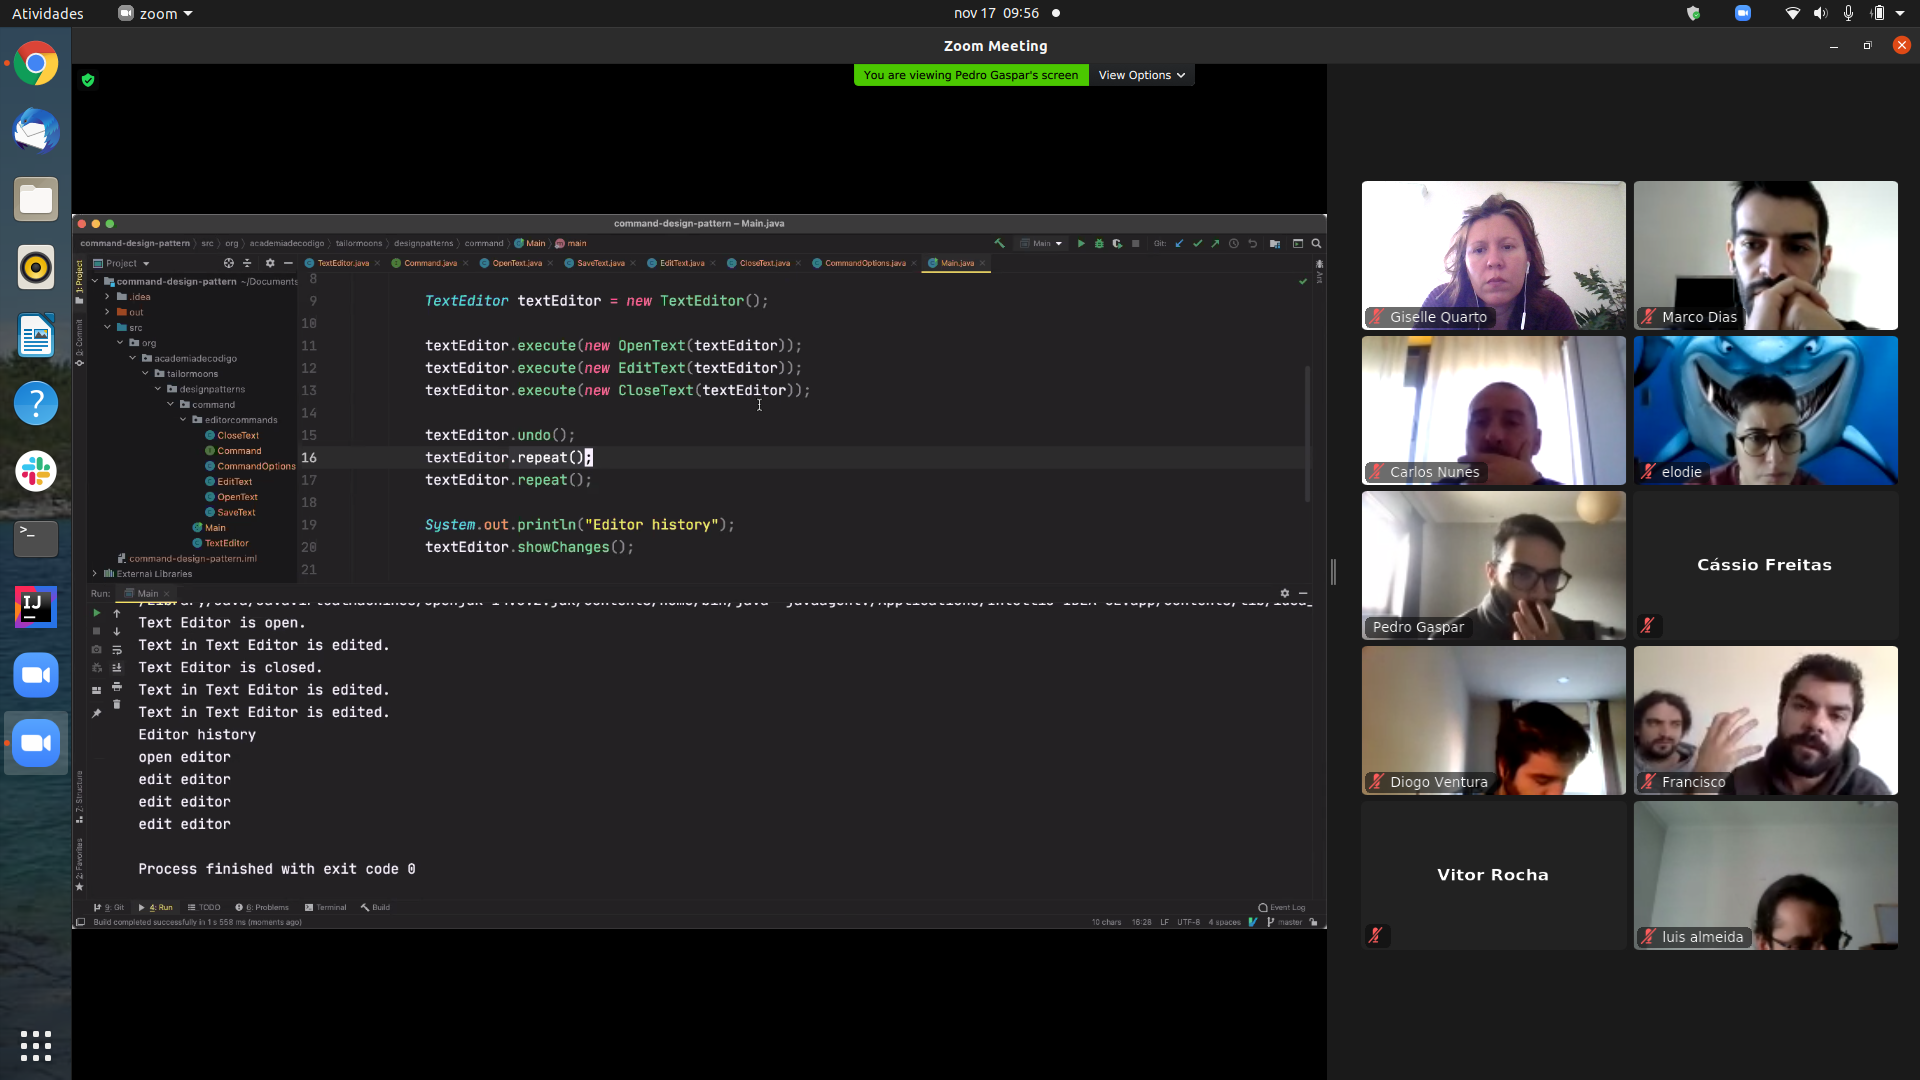 Atividades
zoom
nov 17 09:56
Zoom Meeting
You are viewing Pedro Gaspar's screen
View Options
command-design-pattern – Main.java
command-design-pattern src org academiadecodigo tailormoons designpatterns command Main main
Main
Git:
Project
TextEditor.java
Command.java
OpenText.java
SaveText.java
EditText.java
CloseText.java
CommandOptions.java
Main.java
1: Project
0: Commit
Ant
command-design-pattern ~/Documents
.idea
out
src
org
academiadecodigo
tailormoons
designpatterns
command
editorcommands
CloseText
Command
CommandOptions
EditText
OpenText
SaveText
Main
TextEditor
command-design-pattern.iml
External Libraries
8
9 TextEditor textEditor = new TextEditor();
10
11 textEditor.execute(new OpenText(textEditor));
12 textEditor.execute(new EditText(textEditor));
13 textEditor.execute(new CloseText(textEditor));
14
15 textEditor.undo();
16 textEditor.repeat();
17 textEditor.repeat();
18
19 System.out.println("Editor history");
20 textEditor.showChanges();
21
Run: Main
Text Editor is open.
Text in Text Editor is edited.
Text Editor is closed.
Text in Text Editor is edited.
Text in Text Editor is edited.
Editor history
open editor
edit editor
edit editor
edit editor
Process finished with exit code 0
Z: Structure
2: Favorites
9: Git
4: Run
TODO
6: Problems
Terminal
Build
Event Log
Build completed successfully in 1 s 558 ms (moments ago)
10 chars 16:28 LF UTF-8 4 spaces master
Giselle Quarto
Marco Dias
Carlos Nunes
elodie
Pedro Gaspar
Cássio Freitas
Diogo Ventura
Francisco
Vitor Rocha
luis almeida